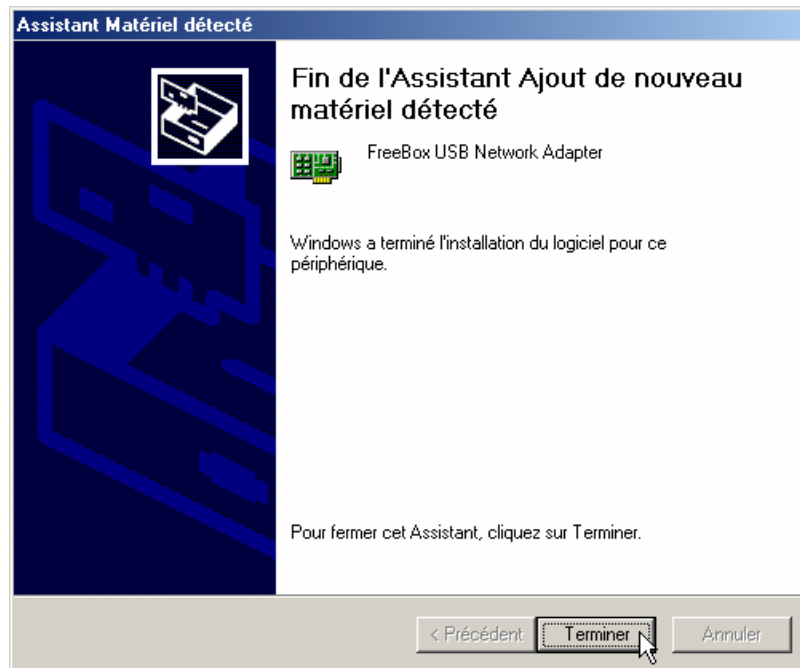 Assistant Matériel détecté
Fin de l'Assistant Ajout de nouveau
matériel détecté
FreeBox USB Network Adapter
Windows a terminé l'installation du logiciel pour ce
périphérique.
Pour fermer cet Assistant, cliquez sur Terminer.
< Précédent
Terminer
Annuler